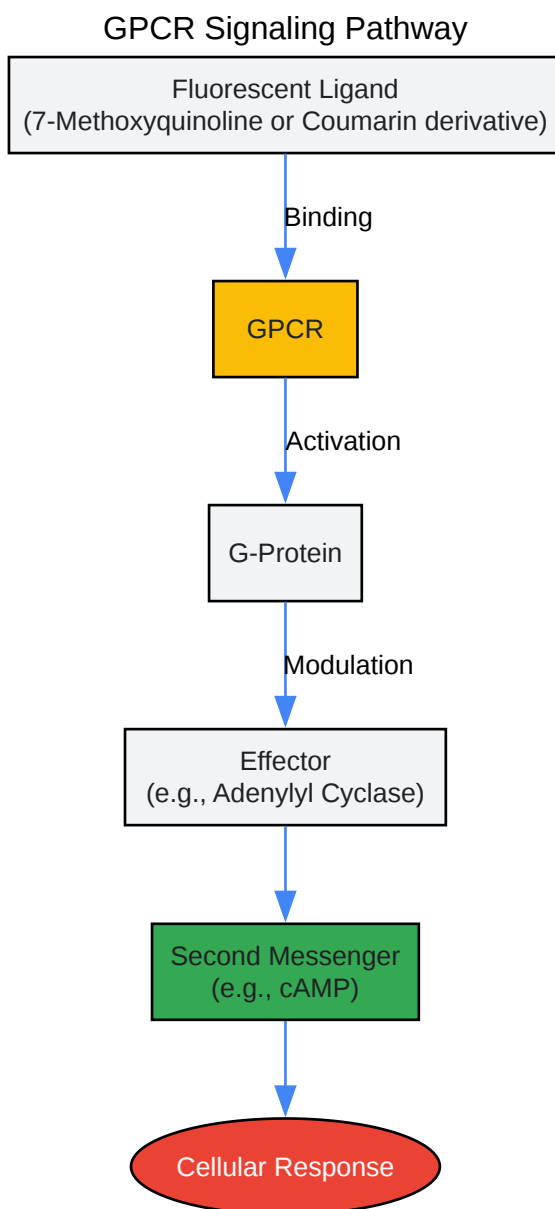 GPCR Signaling Pathway
Fluorescent Ligand
(7-Methoxyquinoline or Coumarin derivative)
Binding
GPCR
Activation
G-Protein
Modulation
Effector
(e.g., Adenylyl Cyclase)
Second Messenger
(e.g., cAMP)
Cellular Response